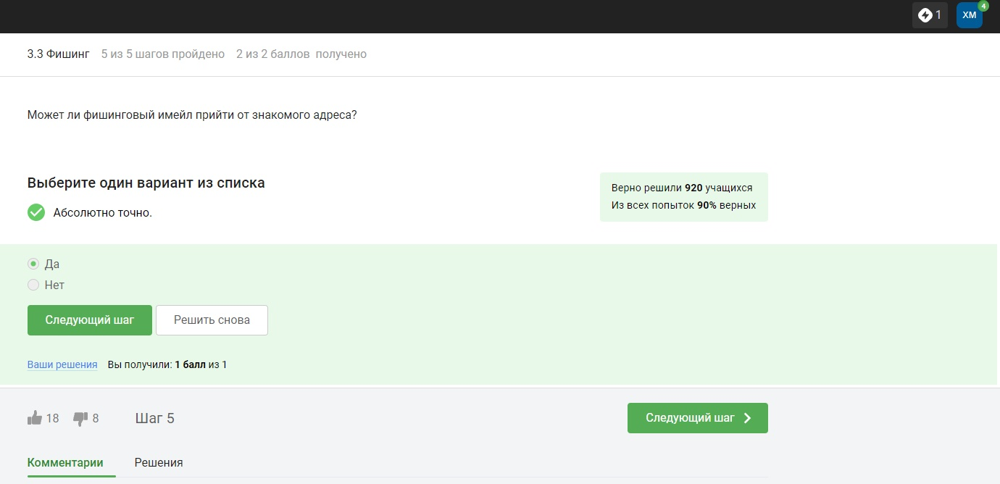 1
ХМ
4
3.3 Фишинг 5 из 5 шагов пройдено 2 из 2 баллов получено
Может ли фишинговый имейл прийти от знакомого адреса?
Выберите один вариант из списка
Абсолютно точно.
Верно решили 920 учащихся
Из всех попыток 90% верных
Да
Нет
Следующий шаг
Решить снова
Ваши решения Вы получили: 1 балл из 1
18
8
Шаг 5
Следующий шаг
Комментарии
Решения